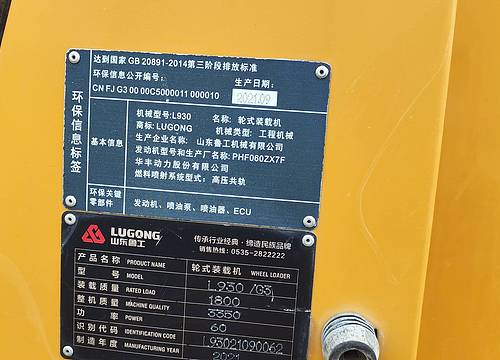 达到国家 GB 20891-2014第三阶段排放标准
环保信息公开编号:
生产日期:
CN FJ G3 00 00C5000011 000010
2021.09
环保信息标签
基本信息
机械型号:L930 名称: 轮式装载机
商标: LUGONG 机械类型: 工程机械
生产企业名称: 山东鲁工机械有限公司
发动机型号和生产厂名称: PHF060ZX7F
华丰动力股份有限公司
燃料喷射系统型式: 高压共轨
环保关键零部件
发动机、喷油泵、喷油器、ECU
LUGONG
山东鲁工
传承行业经典·缔造民族品牌
销售热线: 0535-2822222
产品名称 PRODUCT NAME 轮式装载机 WHEEL LOADER
型号 MODEL L930/G3
装载质量 RATED LOAD 1800
整机质量 MACHINE QUALITY 3350
功率 POWER 60
识别代码 IDENTIFICATION CODE L93021090062
制造年度 MANUFACTURING YEAR 2021